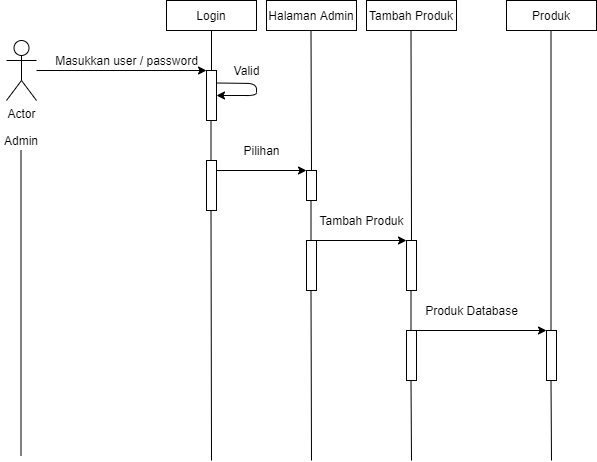 Login
Halaman Admin
Tambah Produk
Produk
Masukkan user / password
Valid
Actor
Admin
Pilihan
Tambah Produk
Produk Database